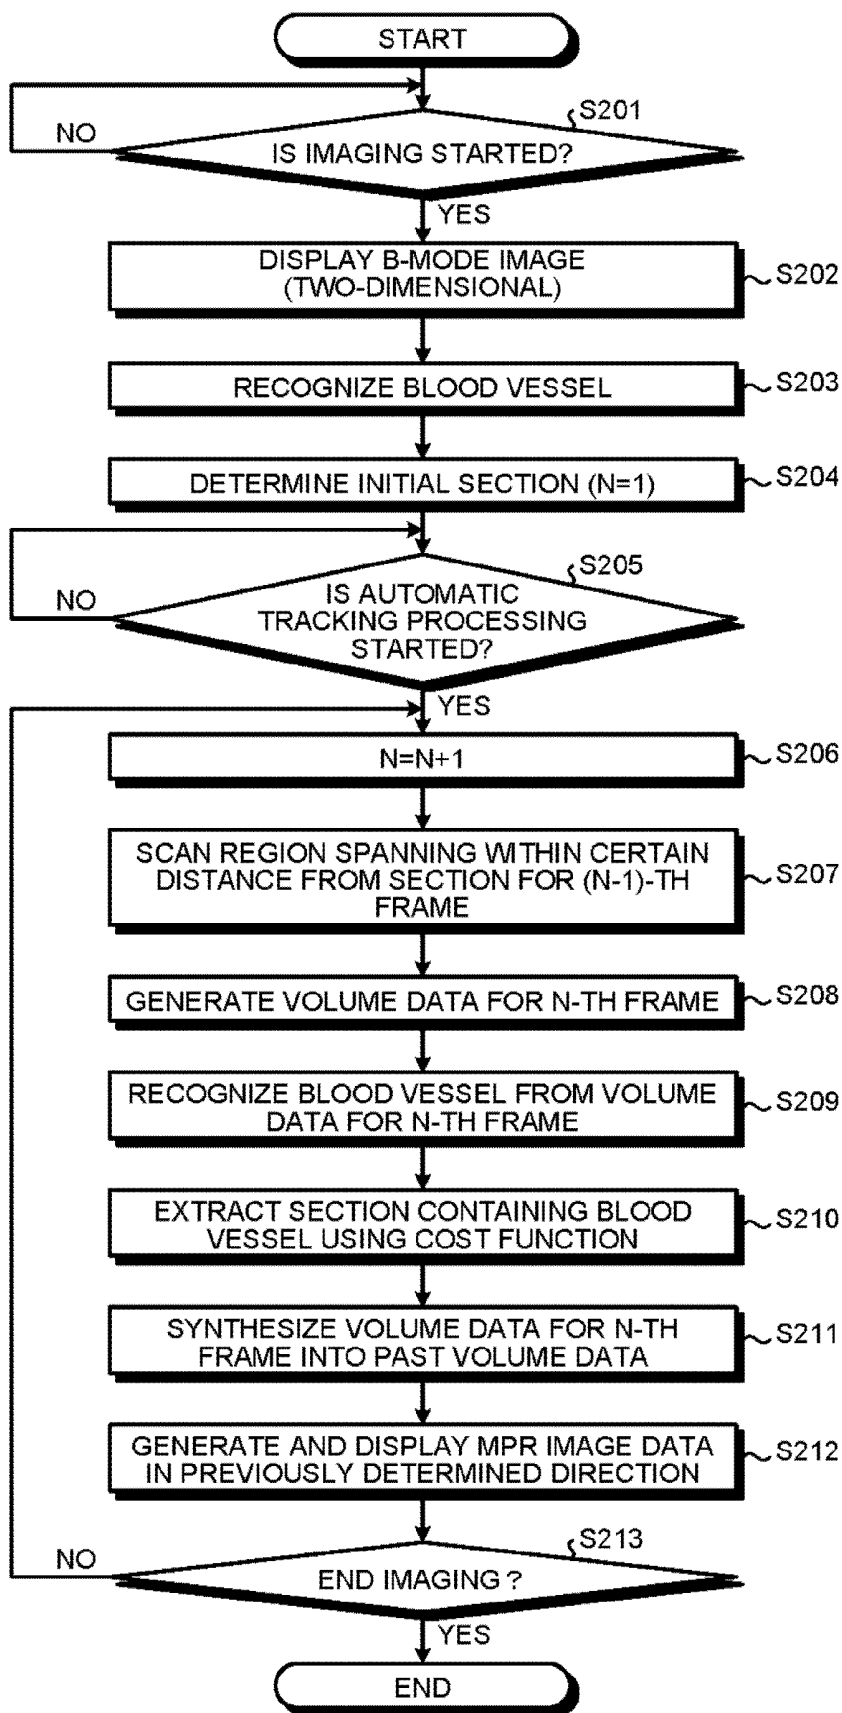 START
S201
NO
IS IMAGING STARTED?
YES
DISPLAY B-MODE IMAGE
(TWO-DIMENSIONAL)
S202
RECOGNIZE BLOOD VESSEL
S203
DETERMINE INITIAL SECTION (N=1)
S204
S205
NO
IS AUTOMATIC
TRACKING PROCESSING
STARTED?
YES
N=N+1
S206
SCAN REGION SPANNING WITHIN CERTAIN
DISTANCE FROM SECTION FOR (N-1)-TH
FRAME
S207
GENERATE VOLUME DATA FOR N-TH FRAME
S208
RECOGNIZE BLOOD VESSEL FROM VOLUME
DATA FOR N-TH FRAME
S209
EXTRACT SECTION CONTAINING BLOOD
VESSEL USING COST FUNCTION
S210
SYNTHESIZE VOLUME DATA FOR N-TH
FRAME INTO PAST VOLUME DATA
S211
GENERATE AND DISPLAY MPR IMAGE DATA
IN PREVIOUSLY DETERMINED DIRECTION
S212
S213
NO
END IMAGING ?
YES
END